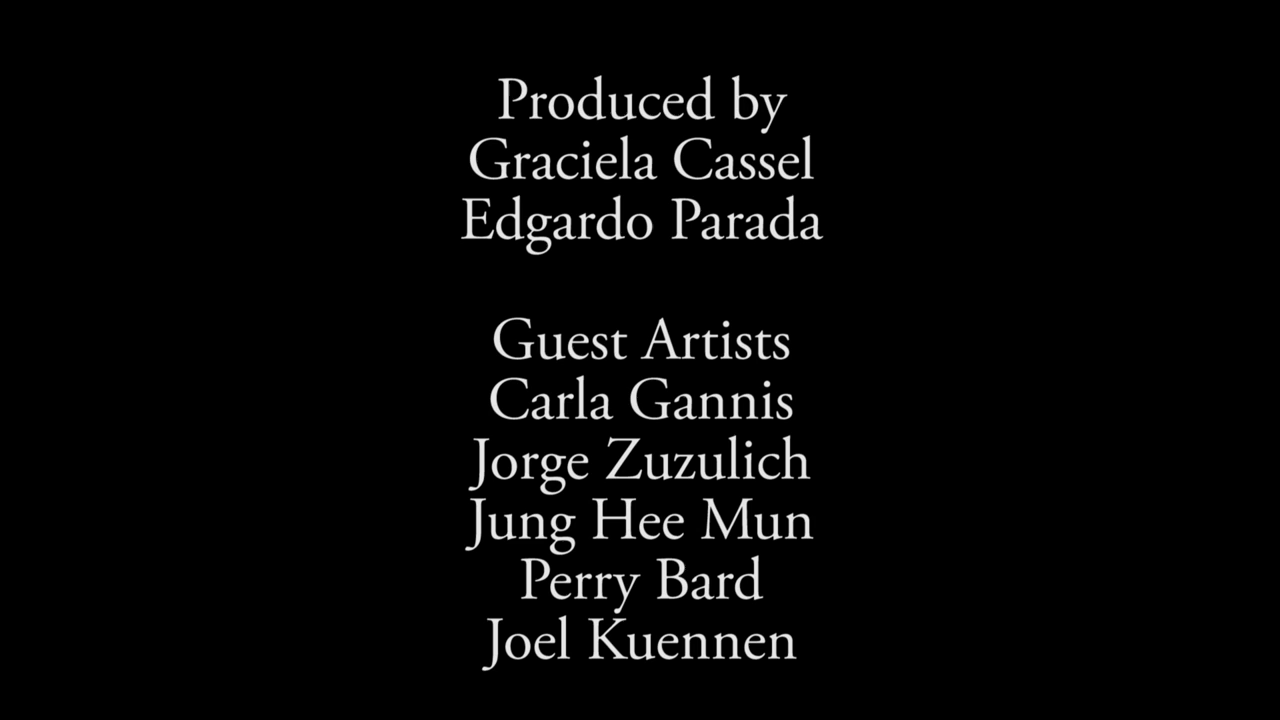 Produced by
Graciela Cassel
Edgardo Parada
Guest Artists
Carla Gannis
Jorge Zuzulich
Jung Hee Mun
Perry Bard
Joel Kuennen